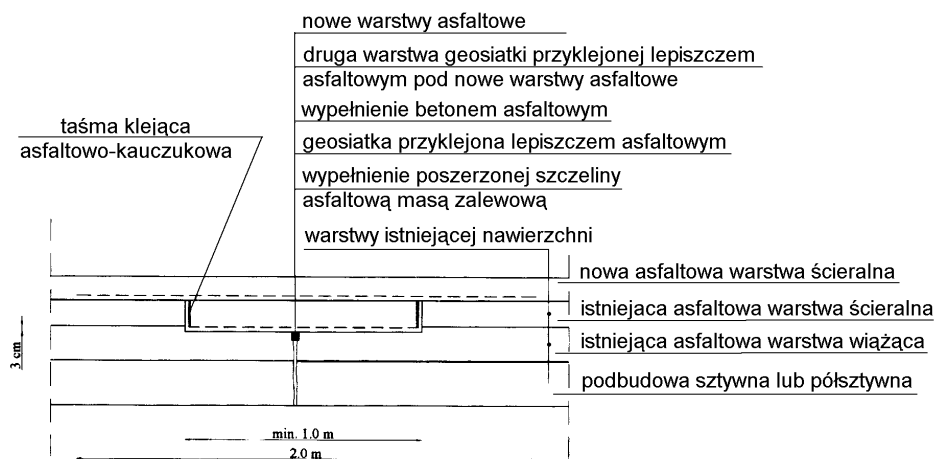 nowe warstwy asfaltowe
druga warstwa geosiatki przyklejonej lepiszczem
asfaltowym pod nowe warstwy asfaltowe
wypełnienie betonem asfaltowym
geosiatka przyklejona lepiszczem asfaltowym
wypełnienie poszerzonej szczeliny
asfaltową masą zalewową
warstwy istniejącej nawierzchni
taśma klejąca
asfaltowo-kauczukowa
nowa asfaltowa warstwa ścieralna
istniejaca asfaltowa warstwa ścieralna
istniejąca asfaltowa warstwa wiążąca
podbudowa sztywna lub półsztywna
3 cm
min. 1.0 m
2.0 m